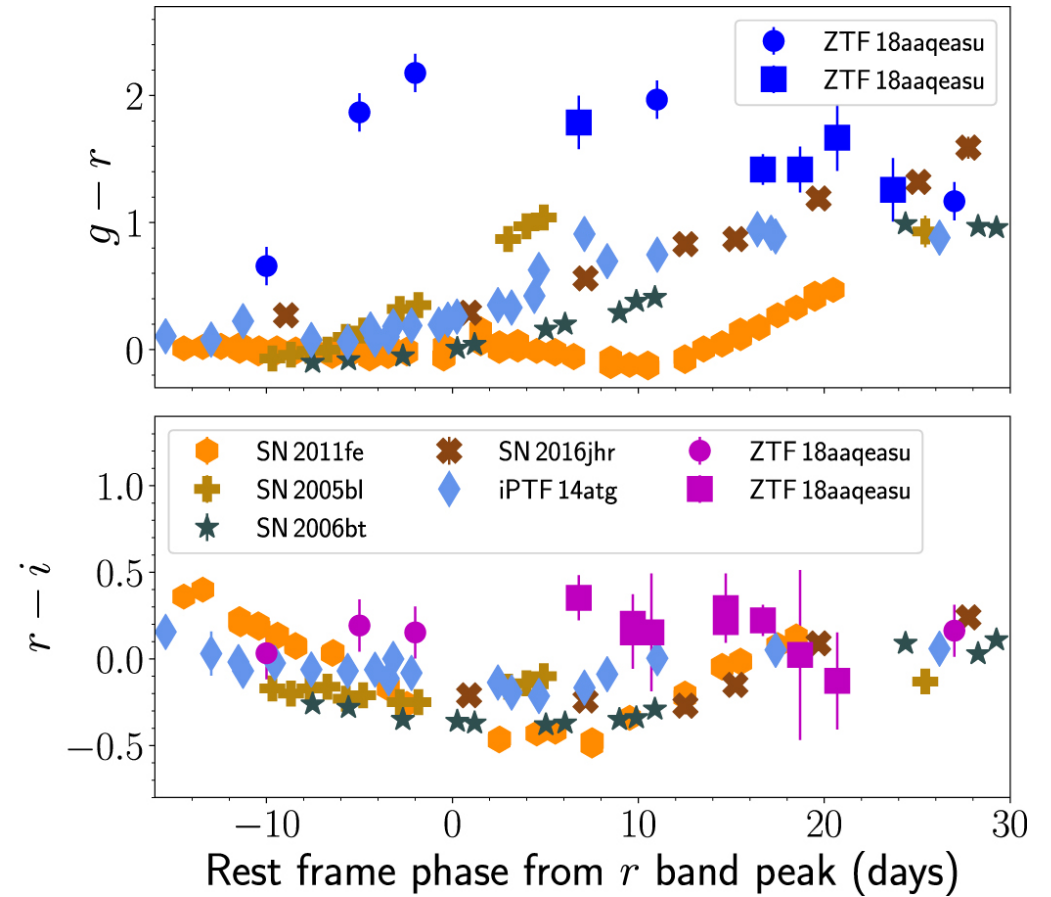 ZTF 18aaqeasu
ZTF 18aaqeasu
2
1
0
g − r
SN 2011fe
SN 2005bl
SN 2006bt
SN 2016jhr
iPTF 14atg
ZTF 18aaqeasu
ZTF 18aaqeasu
1.0
0.5
0.0
−0.5
r − i
−10 0 10 20 30
Rest frame phase from r band peak (days)